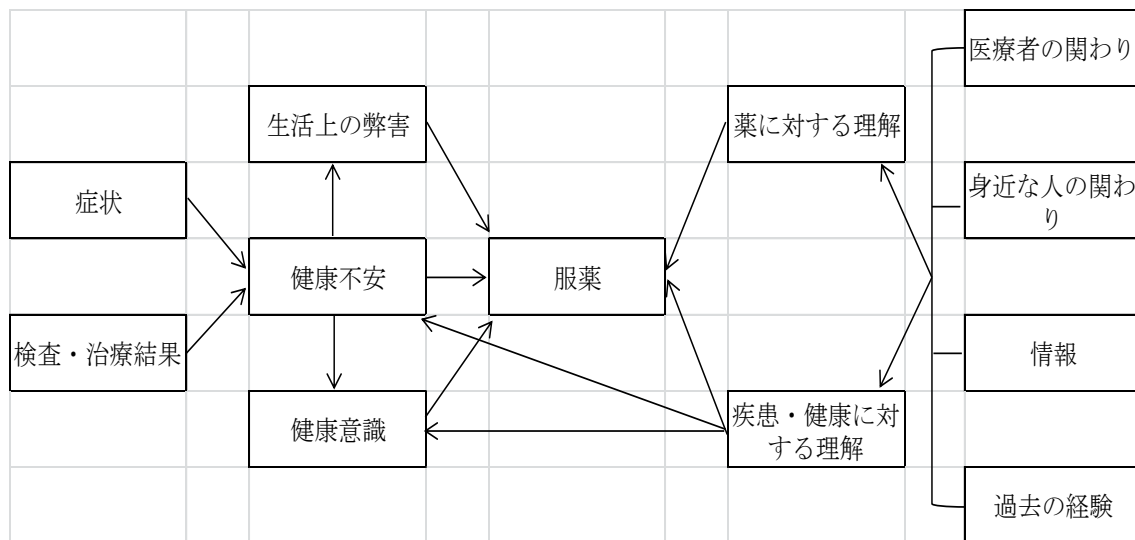 医療者の関わり
生活上の弊害
薬に対する理解
症状
身近な人の関わ
り
健康不安
服薬
検査・治療結果
情報
健康意識
疾患・健康に対
する理解
過去の経験